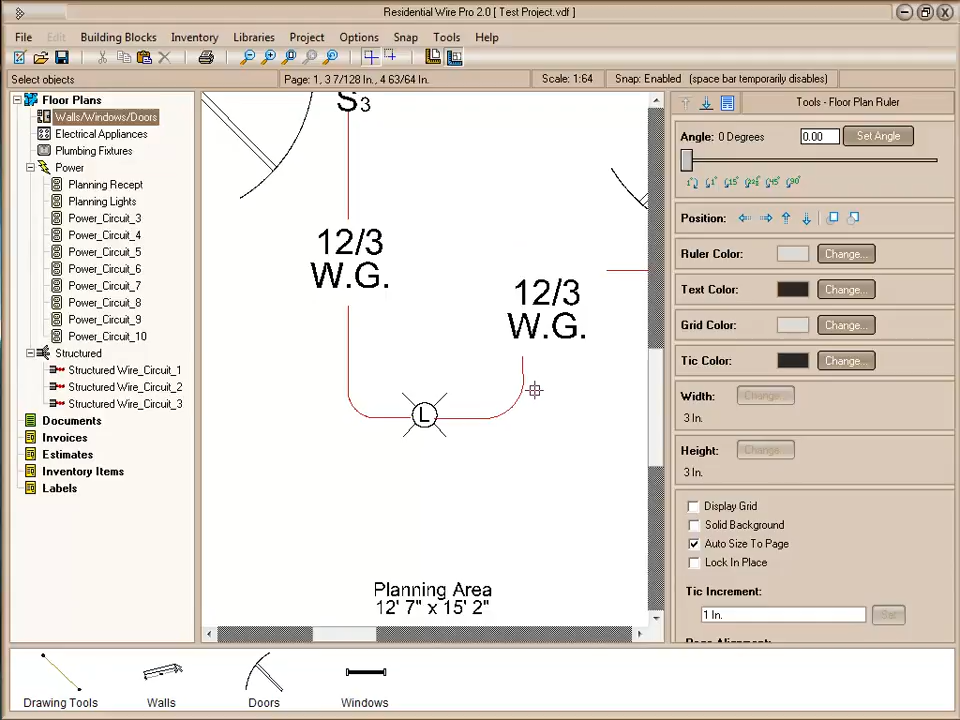 Residential Wire Pro 2.0 [ Test Project.vdf ]
File Edit Building Blocks Inventory Libraries Project Options Snap Tools Help
Select objects
Page: 1, 3 7/128 In., 4 63/64 In.
Scale: 1:64
Snap: Enabled (space bar temporarily disables)
Floor Plans
Walls/Windows/Doors
Electrical Appliances
Plumbing Fixtures
Power
Planning Recept
Planning Lights
Power_Circuit_3
Power_Circuit_4
Power_Circuit_5
Power_Circuit_6
Power_Circuit_7
Power_Circuit_8
Power_Circuit_9
Power_Circuit_10
Structured
Structured Wire_Circuit_1
Structured Wire_Circuit_2
Structured Wire_Circuit_3
Documents
Invoices
Estimates
Inventory Items
Labels
S3
12/3
W.G.
12/3
W.G.
L
Planning Area
12' 7" x 15' 2"
Tools - Floor Plan Ruler
Angle: 0 Degrees 0.00 Set Angle
1° 1° 15° 22½ 45° 90°
Position:
Ruler Color: Change...
Text Color: Change...
Grid Color: Change...
Tic Color: Change...
Width: Change...
3 In.
Height: Change...
3 In.
Display Grid
Solid Background
Auto Size To Page
Lock In Place
Tic Increment:
1 In. Set
Drawing Tools
Walls
Doors
Windows